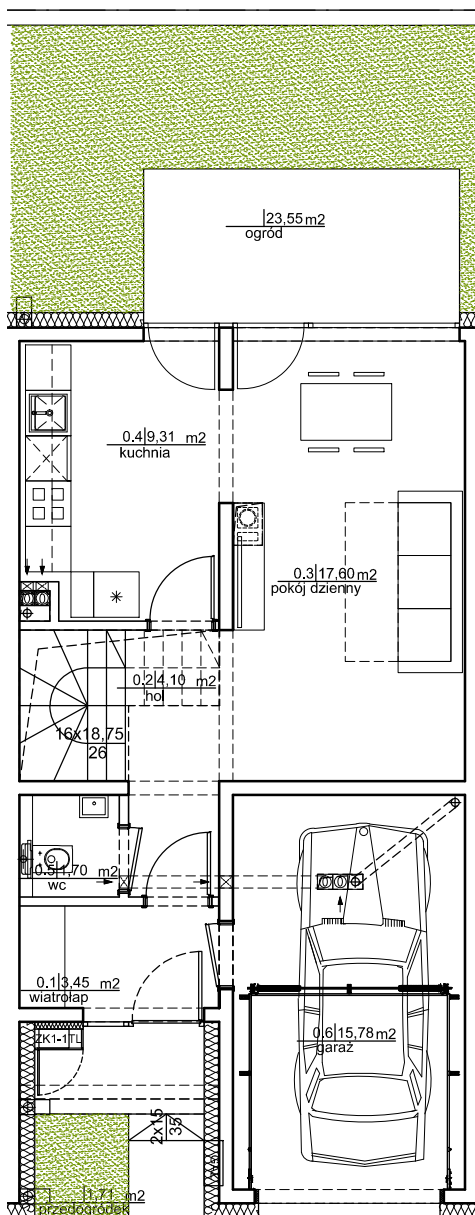 23,55 m2
ogród
0.4 9,31 m2
kuchnia
0.3 17,60 m2
pokój dzienny
0.2 4,10 m2
hol
16x18,75
26
0.5 1,70 m2
wc
0.1 3,45 m2
wiatrołap
0.6 15,78 m2
garaż
ZK1-1TL
2x15
35
1,71 m2
przedogródek